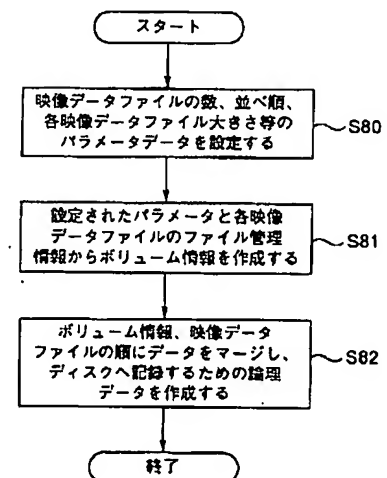 スタート
映像データファイルの数、並べ順、
各映像データファイル大きさ等の
パラメータデータを設定する
S80
設定されたパラメータと各映像
データファイルのファイル管理
情報からボリューム情報を作成する
S81
ボリューム情報、映像データ
ファイルの順にデータをマージし、
ディスクへ記録するための論理
データを作成する
S82
終了